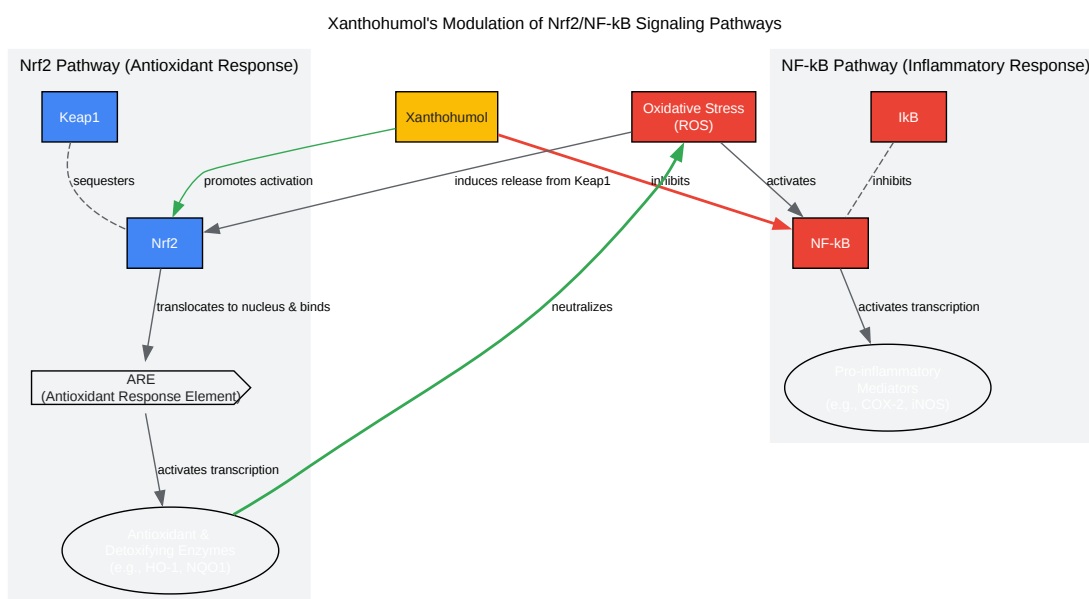 Xanthohumol's Modulation of Nrf2/NF-kB Signaling Pathways
Nrf2 Pathway (Antioxidant Response)
NF-kB Pathway (Inflammatory Response)
Keap1
Xanthohumol
Oxidative Stress
(ROS)
IkB
sequesters
promotes activation
induces release from Keap1
inhibits
activates
inhibits
Nrf2
NF-kB
translocates to nucleus & binds
neutralizes
activates transcription
ARE
(Antioxidant Response Element)
Pro-inflammatory
Mediators
(e.g., COX-2, iNOS)
activates transcription
Antioxidant &
Detoxifying Enzymes
(e.g., HO-1, NQO1)